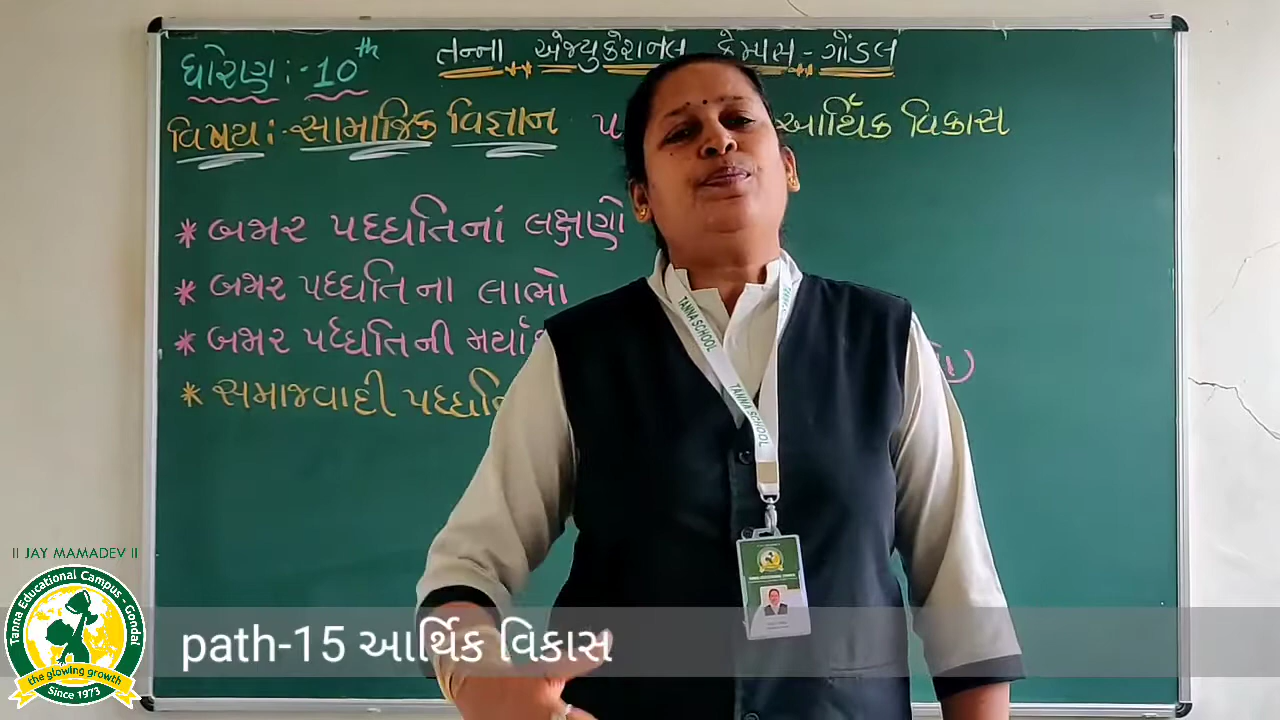 ધોરણ :- 10th
તન્ના એજ્યુકેશનલ કેમ્પસ - ગોંડલ
વિષય :- સામાજિક વિજ્ઞાન
આર્થિક વિકાસ
* બજાર પદ્ધતિનાં લક્ષણો
* બજાર પદ્ધતિ ના લાભો
* બજાર પદ્ધતિ ની
* સમાજવાદી
TANNA SCHOOL
TANNA SCHOOL
II JAY MAMADEV II
Tanna Educational Campus - Gondal
the glowing growth
Since 1973
path-15 આર્થિક વિકાસ